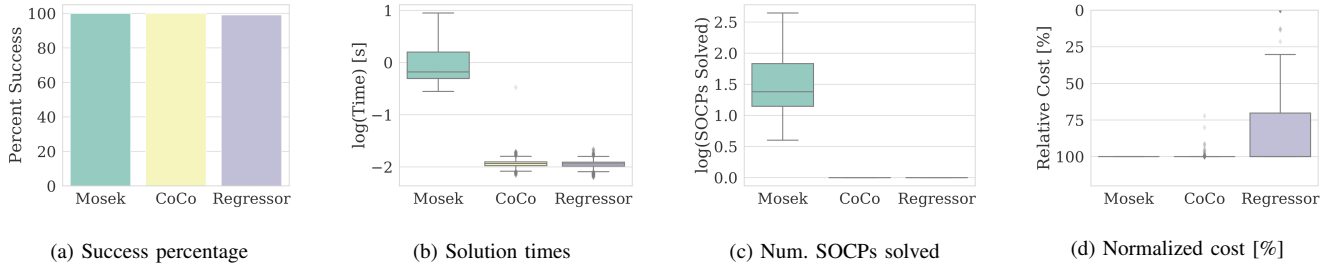 100
80
60
40
20
0
Percent Success
Mosek CoCo Regressor
(a) Success percentage
1
0
−1
−2
log(Time) [s]
Mosek CoCo Regressor
(b) Solution times
2.5
2.0
1.5
1.0
0.5
0.0
log(SOCPs Solved)
Mosek CoCo Regressor
(c) Num. SOCPs solved
0
25
50
75
100
Relative Cost [%]
Mosek CoCo Regressor
(d) Normalized cost [%]